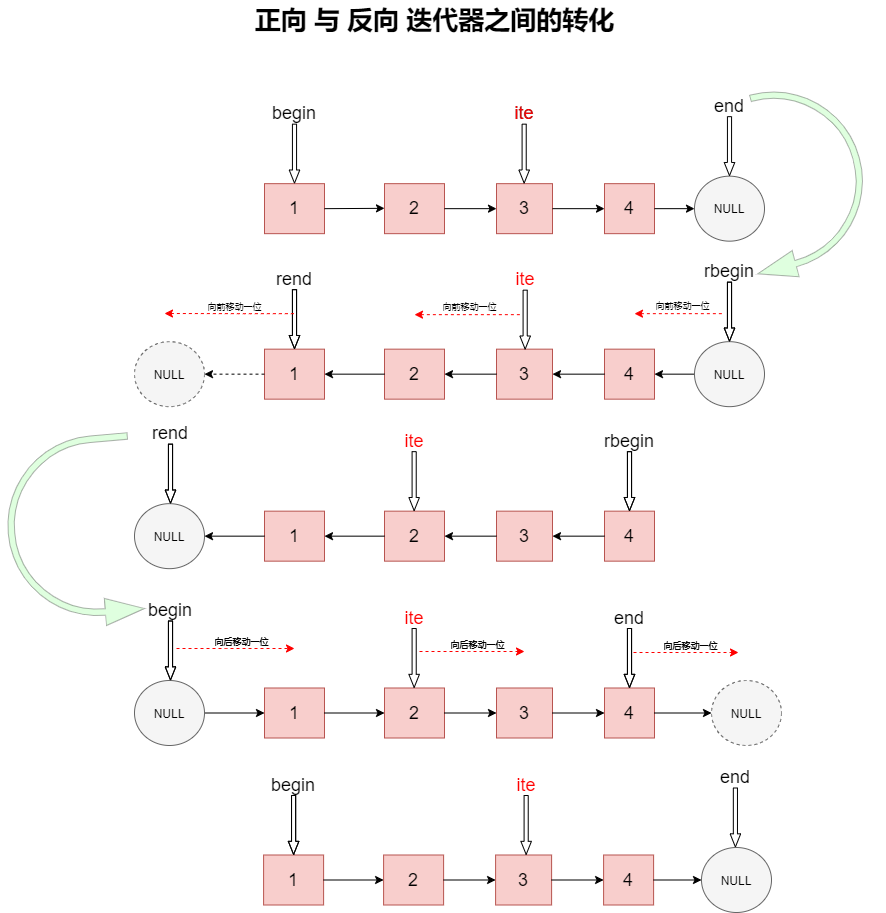 正向 与 反向 迭代器之间的转化
begin ite end
1 2 3 4 NULL
rend ite rbegin
向前移动一位 向前移动一位 向前移动一位
NULL 1 2 3 4 NULL
rend ite rbegin
NULL 1 2 3 4
begin ite end
向后移动一位 向后移动一位 向后移动一位
NULL 1 2 3 4 NULL
begin ite end
1 2 3 4 NULL